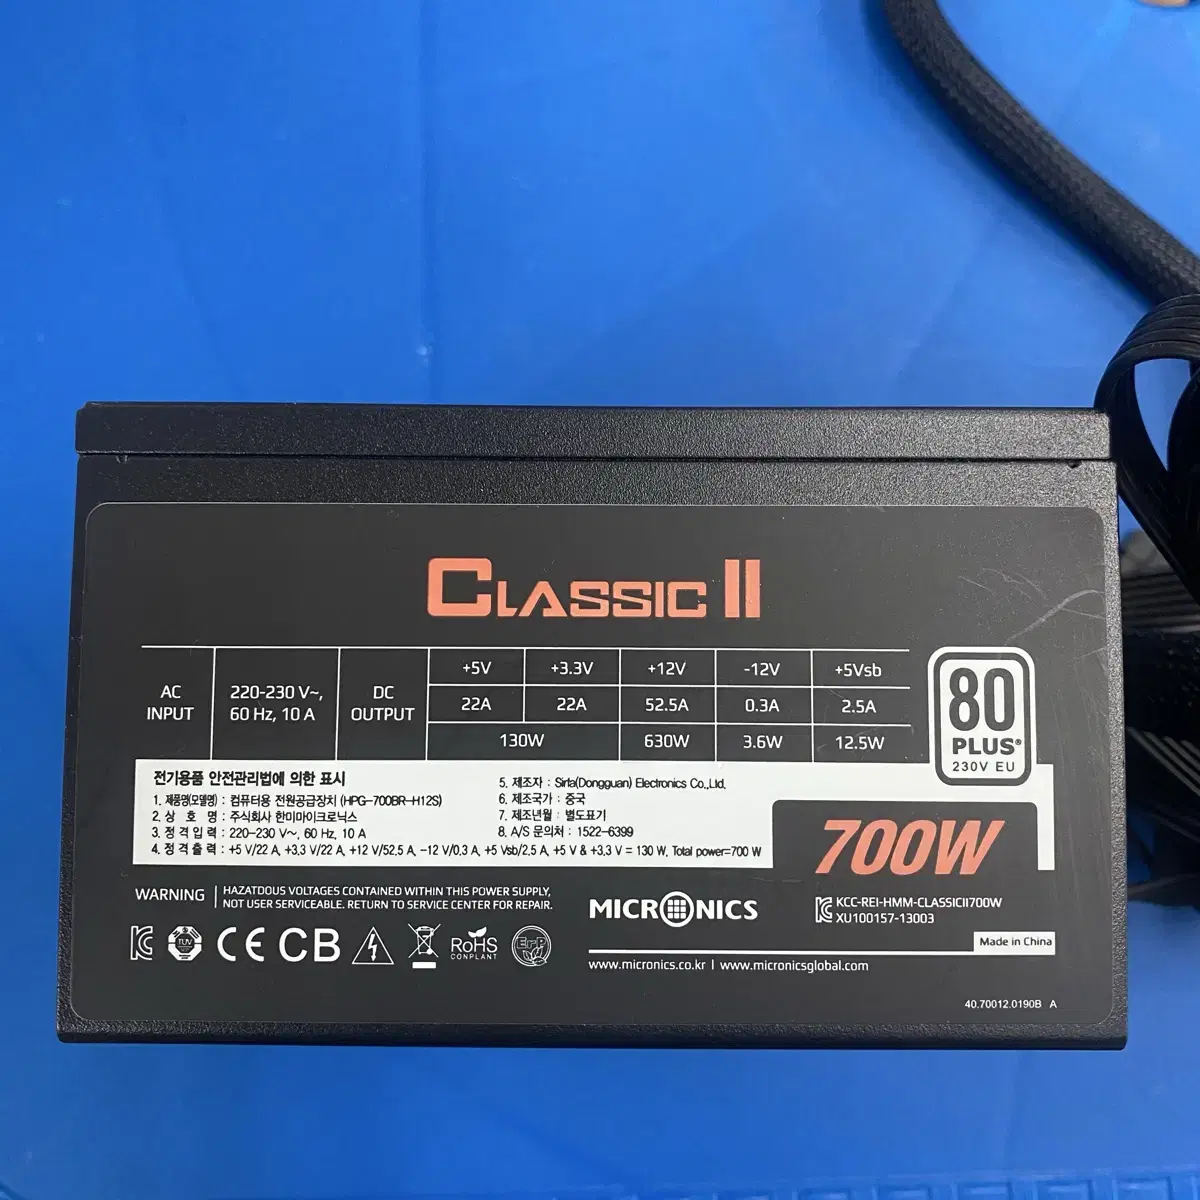 CLASSIC II
AC INPUT
220-230 V~, 60 Hz, 10 A
DC OUTPUT
+5V +3.3V +12V -12V +5Vsb
22A 22A 52.5A 0.3A 2.5A
130W 630W 3.6W 12.5W
80
PLUS®
230V EU
전기용품 안전관리법에 의한 표시
1. 제품명(모델명) : 컴퓨터용 전원공급장치 (HPG-700BR-H12S)
2. 상 호 명 : 주식회사 한미마이크로닉스
3. 정 격 입 력 : 220-230 V~, 60 Hz, 10 A
4. 정 격 출 력 : +5 V/22 A, +3.3 V/22 A, +12 V/52.5 A, -12 V/0.3 A, +5 Vsb/2.5 A, +5 V & +3.3 V = 130 W, Total power=700 W
5. 제 조 자 : Sirfa(Dongguan) Electronics Co.,Ltd.
6. 제조국가 : 중국
7. 제조년월 : 별도표기
8. A/S 문의처 : 1522-6399
700W
WARNING
HAZATDOUS VOLTAGES CONTAINED WITHIN THIS POWER SUPPLY,
NOT USER SERVICEABLE. RETURN TO SERVICE CENTER FOR REPAIR.
MICRONICS
KCC-REI-HMM-CLASSICII700W
XU100157-13003
TUV
CE CB
RoHS
CONPLANT
ErP
Made in China
www.micronics.co.kr | www.micronicsglobal.com
40.70012.0190B A